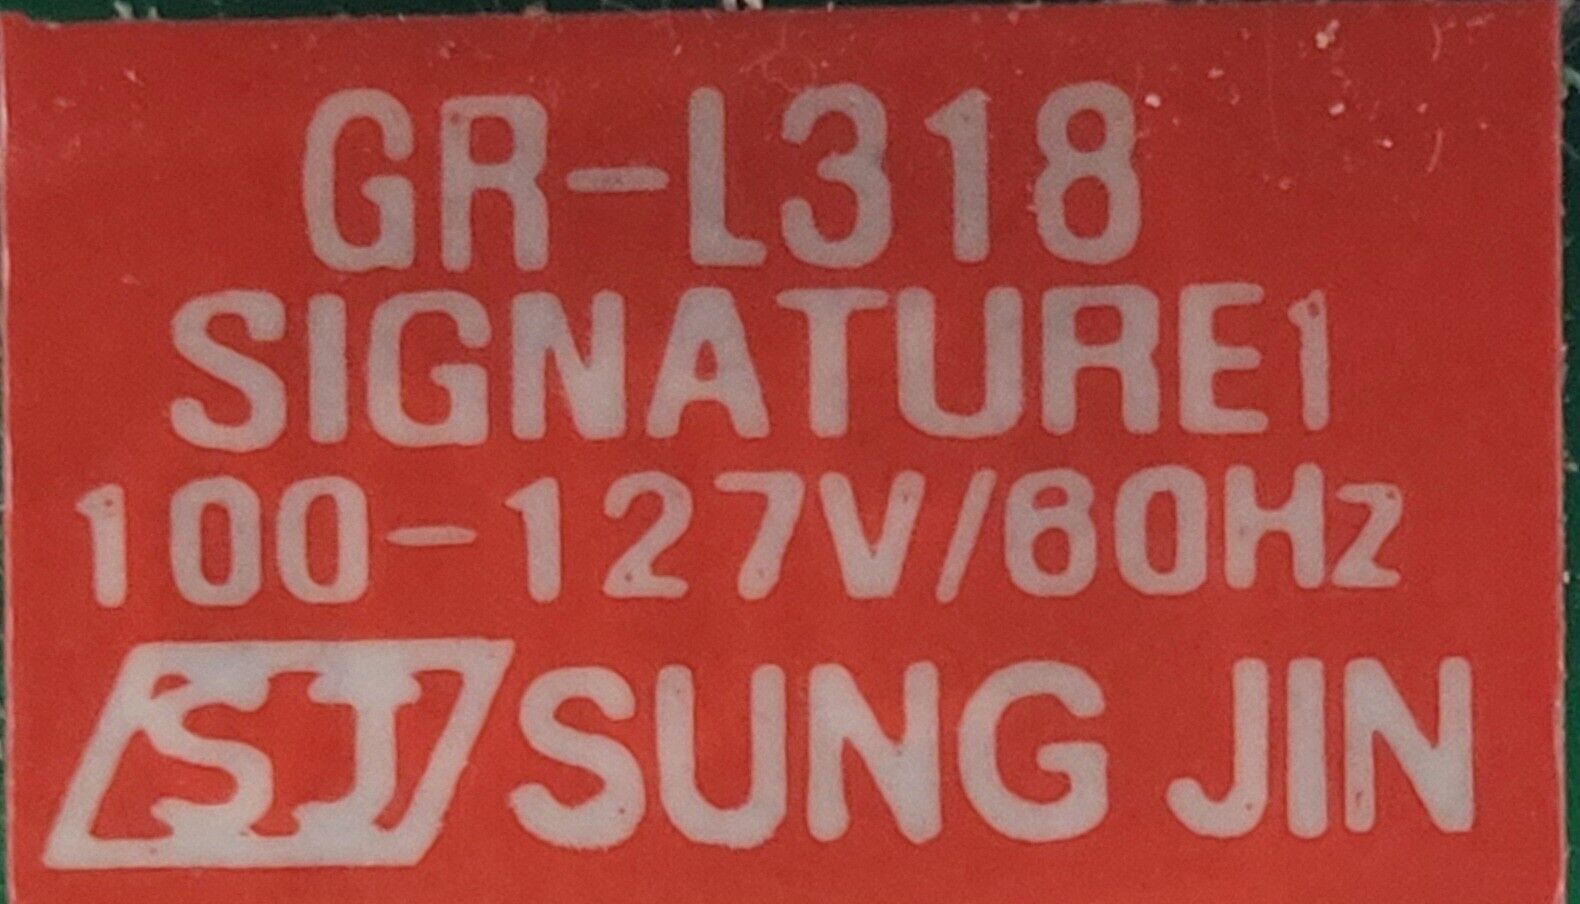 GR-L318
SIGNATURE1
100-127V/60Hz
SJ SUNG JIN